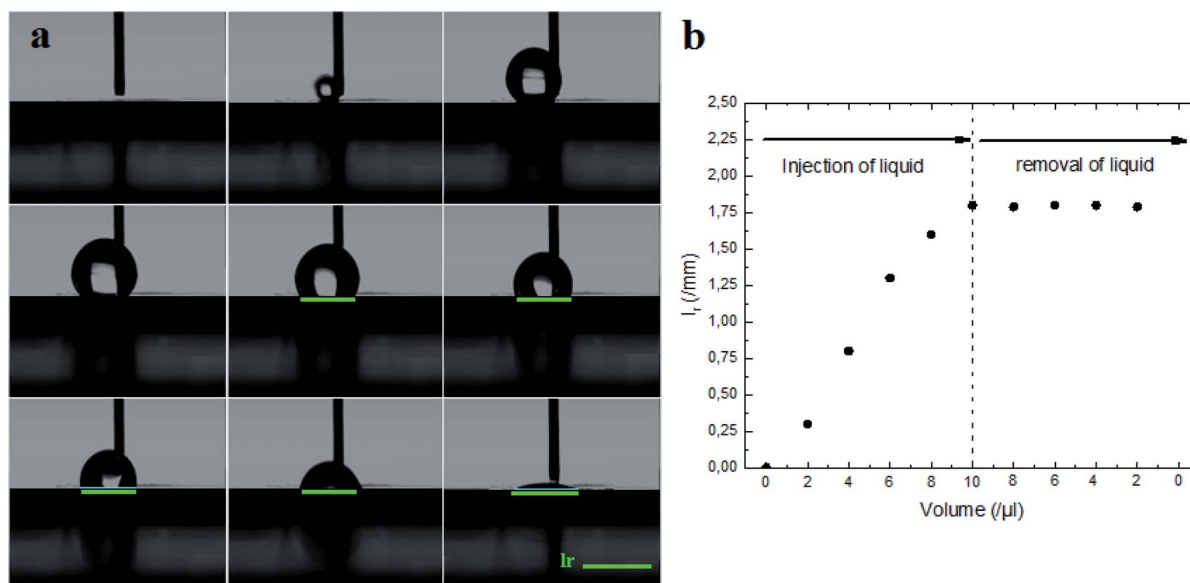 a
lr
b
2,50
2,25
2,00
1,75
1,50
1,25
1,00
0,75
0,50
0,25
0,00
Injection of liquid
removal of liquid
l_r (/mm)
0 2 4 6 8 10 8 6 4 2 0
Volume (/µl)